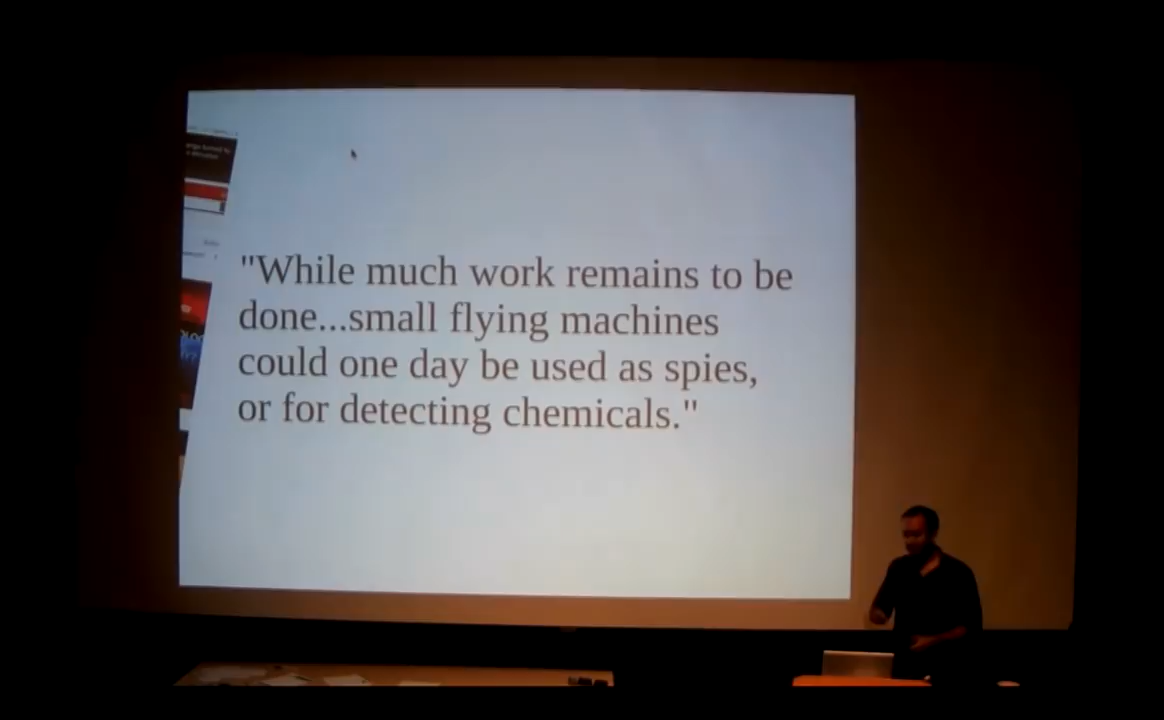 "While much work remains to be
done...small flying machines
could one day be used as spies,
or for detecting chemicals."